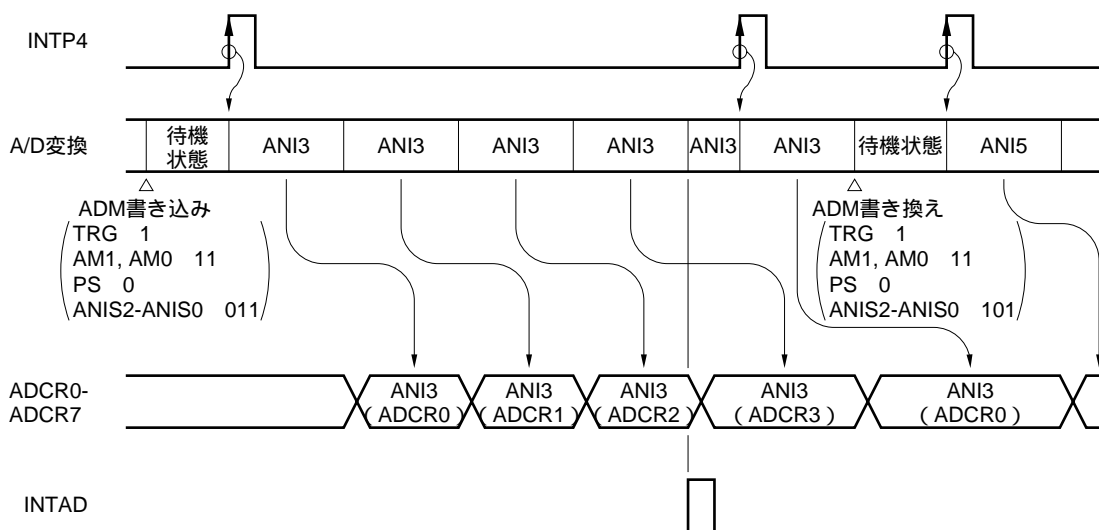 INTP4
A/D変換
待機
状態
ANI3
ANI3
ANI3
ANI3
ANI3
ANI3
待機状態
ANI5
ADM書き込み
TRG 1
AM1, AM0 11
PS 0
ANIS2-ANIS0 011
ADM書き換え
TRG 1
AM1, AM0 11
PS 0
ANIS2-ANIS0 101
ADCR0-
ADCR7
ANI3
(ADCR0)
ANI3
(ADCR1)
ANI3
(ADCR2)
ANI3
(ADCR3)
ANI3
(ADCR0)
INTAD